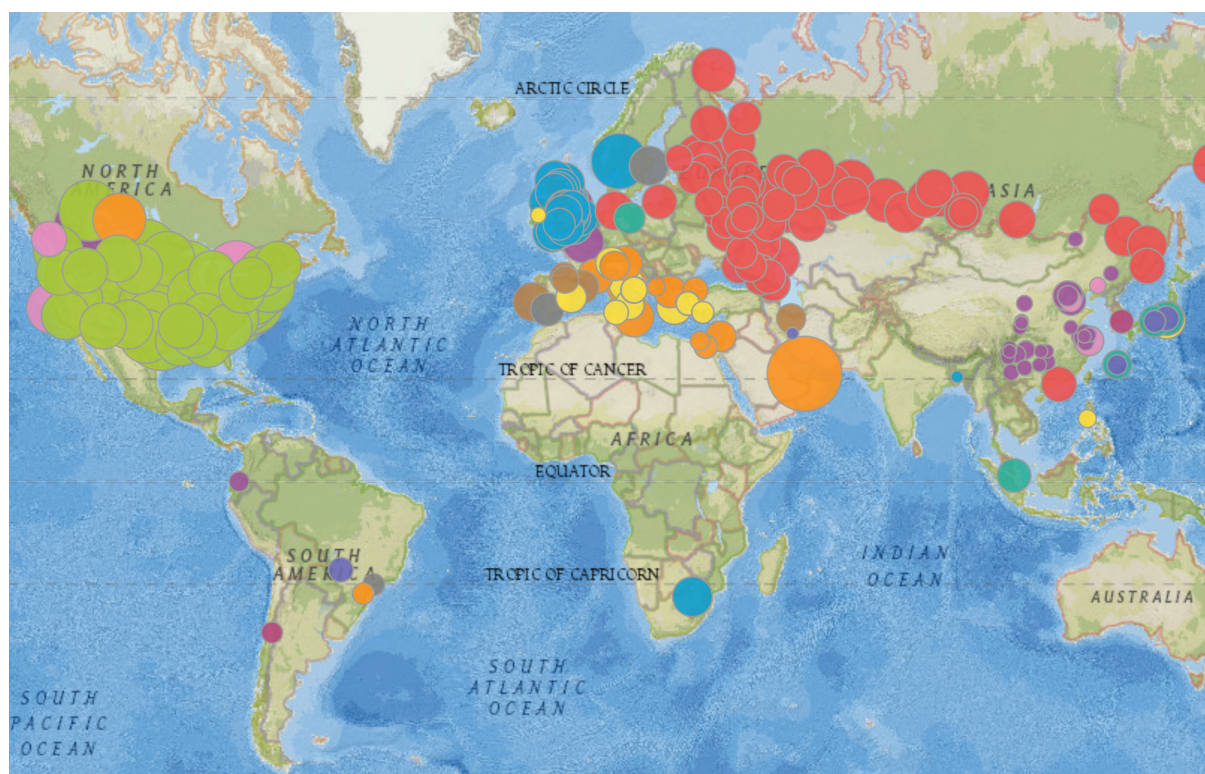 ARCTIC CIRCLE
NORTH
AMERICA
EUROPE
ASIA
NORTH
ATLANTIC
OCEAN
TROPIC OF CANCER
AFRICA
EQUATOR
SOUTH
AMERICA
TROPIC OF CAPRICORN
INDIAN
OCEAN
AUSTRALIA
SOUTH
ATLANTIC
OCEAN
SOUTH
PACIFIC
OCEAN